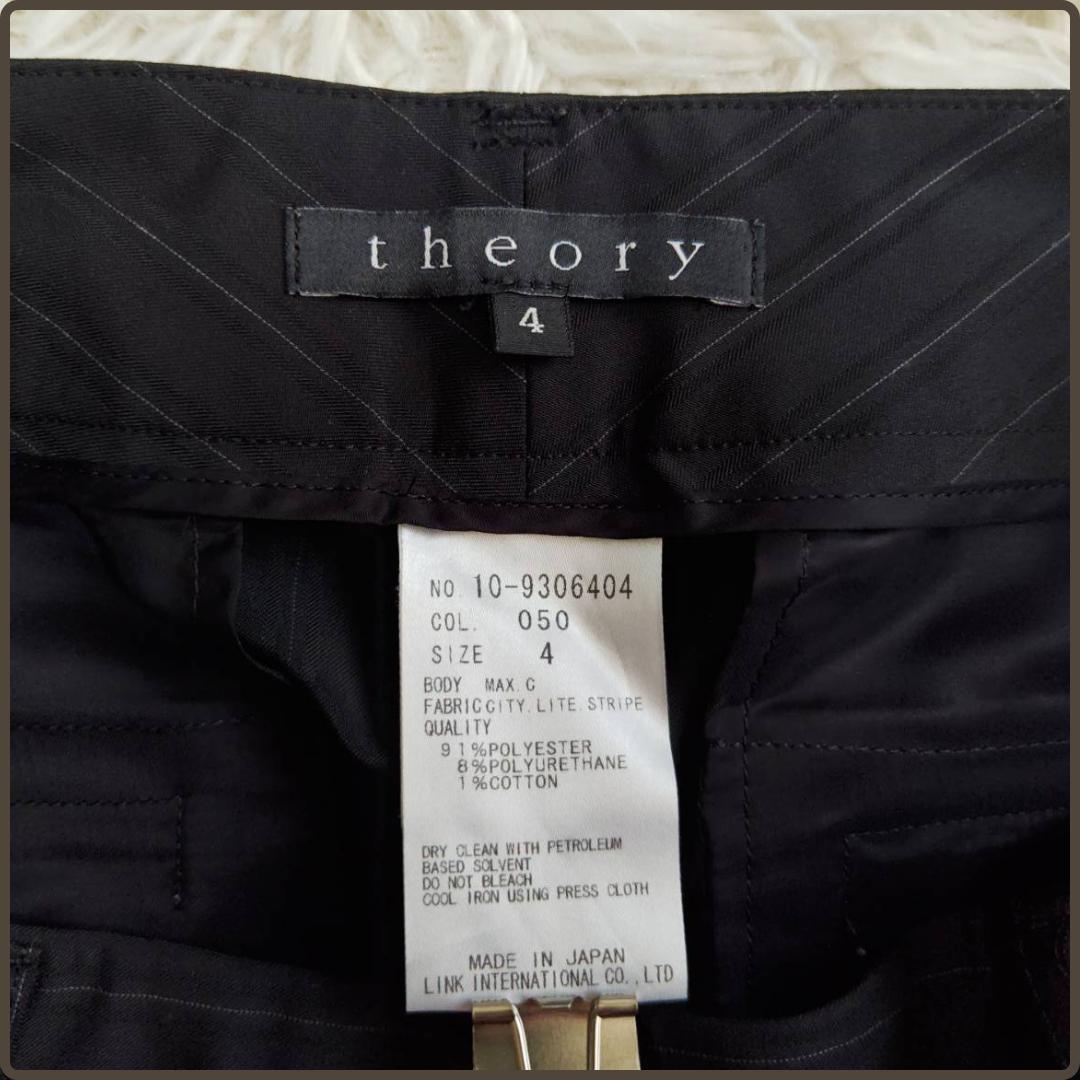 theory
4
NO. 10-9306404
COL. 050
SIZE 4
BODY MAX.C
FABRIC CITY.LITE.STRIPE
QUALITY
91%POLYESTER
8%POLYURETHANE
1%COTTON
DRY CLEAN WITH PETROLEUM
BASED SOLVENT
DO NOT BLEACH
COOL IRON USING PRESS CLOTH
MADE IN JAPAN
LINK INTERNATIONAL CO.,LTD